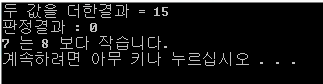 두 값을 더한결과 = 15
판정결과 : 0
7 는 8 보다 작습니다.
계속하려면 아무 키나 누르십시오 . . .